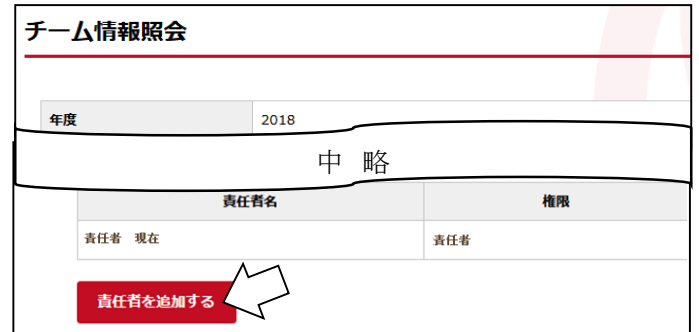 チーム情報照会
年度 2018
中 略
責任者名 権限
責任者 現在 責任者
責任者を追加する